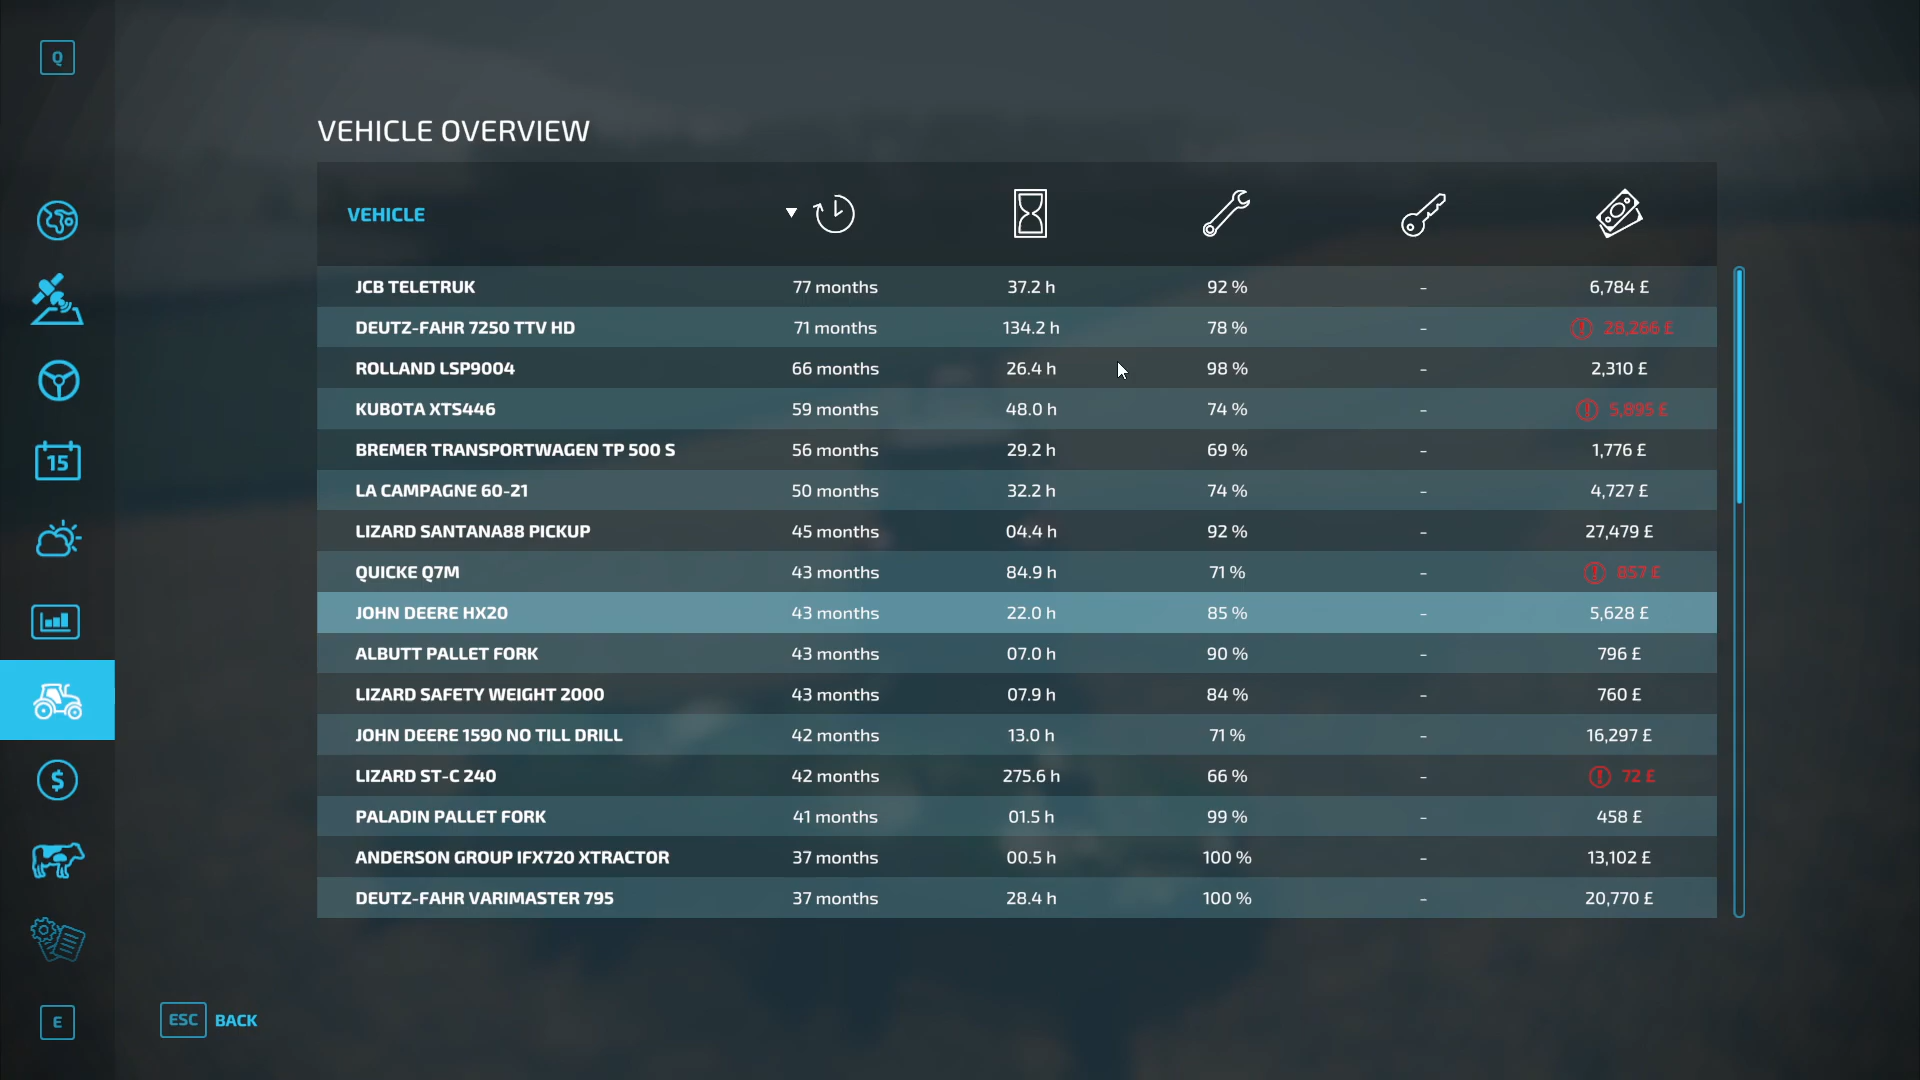 Q
VEHICLE OVERVIEW
VEHICLE
JCB TELETRUK 77 months 37.2 h 92 % - 6,784 £
DEUTZ-FAHR 7250 TTV HD 71 months 134.2 h 78 % - 28,266 £
ROLLAND LSP9004 66 months 26.4 h 98 % - 2,310 £
KUBOTA XTS446 59 months 48.0 h 74 % - 5,895 £
BREMER TRANSPORTWAGEN TP 500 S 56 months 29.2 h 69 % - 1,776 £
LA CAMPAGNE 60-21 50 months 32.2 h 74 % - 4,727 £
LIZARD SANTANA88 PICKUP 45 months 04.4 h 92 % - 27,479 £
QUICKE Q7M 43 months 84.9 h 71 % - 857 £
JOHN DEERE HX20 43 months 22.0 h 85 % - 5,628 £
ALBUTT PALLET FORK 43 months 07.0 h 90 % - 796 £
LIZARD SAFETY WEIGHT 2000 43 months 07.9 h 84 % - 760 £
JOHN DEERE 1590 NO TILL DRILL 42 months 13.0 h 71 % - 16,297 £
LIZARD ST-C 240 42 months 275.6 h 66 % - 72 £
PALADIN PALLET FORK 41 months 01.5 h 99 % - 458 £
ANDERSON GROUP IFX720 XTRACTOR 37 months 00.5 h 100 % - 13,102 £
DEUTZ-FAHR VARIMASTER 795 37 months 28.4 h 100 % - 20,770 £
15
$
E
ESC BACK